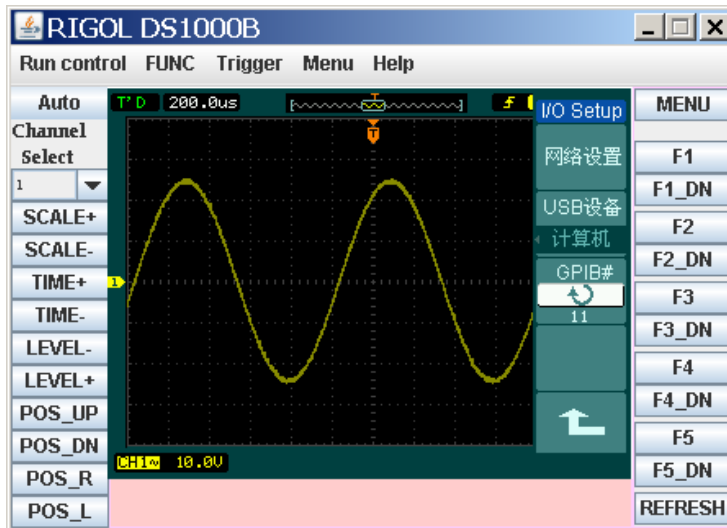 RIGOL DS1000B
Run control FUNC Trigger Menu Help
Auto
Channel
Select
1
SCALE+
SCALE-
TIME+
TIME-
LEVEL-
LEVEL+
POS_UP
POS_DN
POS_R
POS_L
T'D 200.0us
T
T
1
CH1~ 10.0V
I/O Setup
网络设置
USB设备
计算机
GPIB#
11
MENU
F1
F1_DN
F2
F2_DN
F3
F3_DN
F4
F4_DN
F5
F5_DN
REFRESH